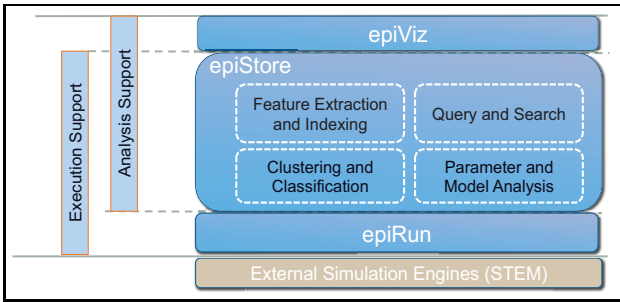 Execution Support
Analysis Support
epiViz
epiStore
Feature Extraction
and Indexing
Query and Search
Clustering and
Classification
Parameter and
Model Analysis
epiRun
External Simulation Engines (STEM)